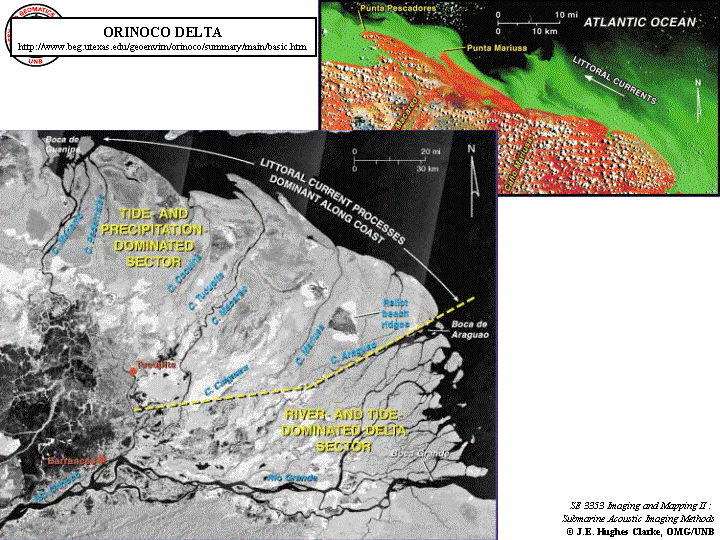 GEOMATICS
UNB
ORINOCO DELTA
http://www.beg.utexas.edu/geoenvirn/orinoco/summary/main/basic.htm
Punta Pescadores
0 10 mi
0 10 km
ATLANTIC OCEAN
Punta Mariusa
LITTORAL CURRENTS
N
Boca de
Guanipa
LITTORAL CURRENT PROCESSES
DOMINANT ALONG COAST
0 20 mi
0 30 km
N
TIDE- AND
PRECIPITATION-
DOMINATED
SECTOR
C. Tucupita
C. Macareo
Relict
beach
ridges
Boca de
Araguao
C. Mariusa
C. Araguao
Tucupita
RIVER- AND TIDE-
DOMINATED DELTA
SECTOR
Boca Grande
Barrancas
Rio Grande
SE 3353 Imaging and Mapping II :
Submarine Acoustic Imaging Methods
© J.E. Hughes Clarke, OMG/UNB